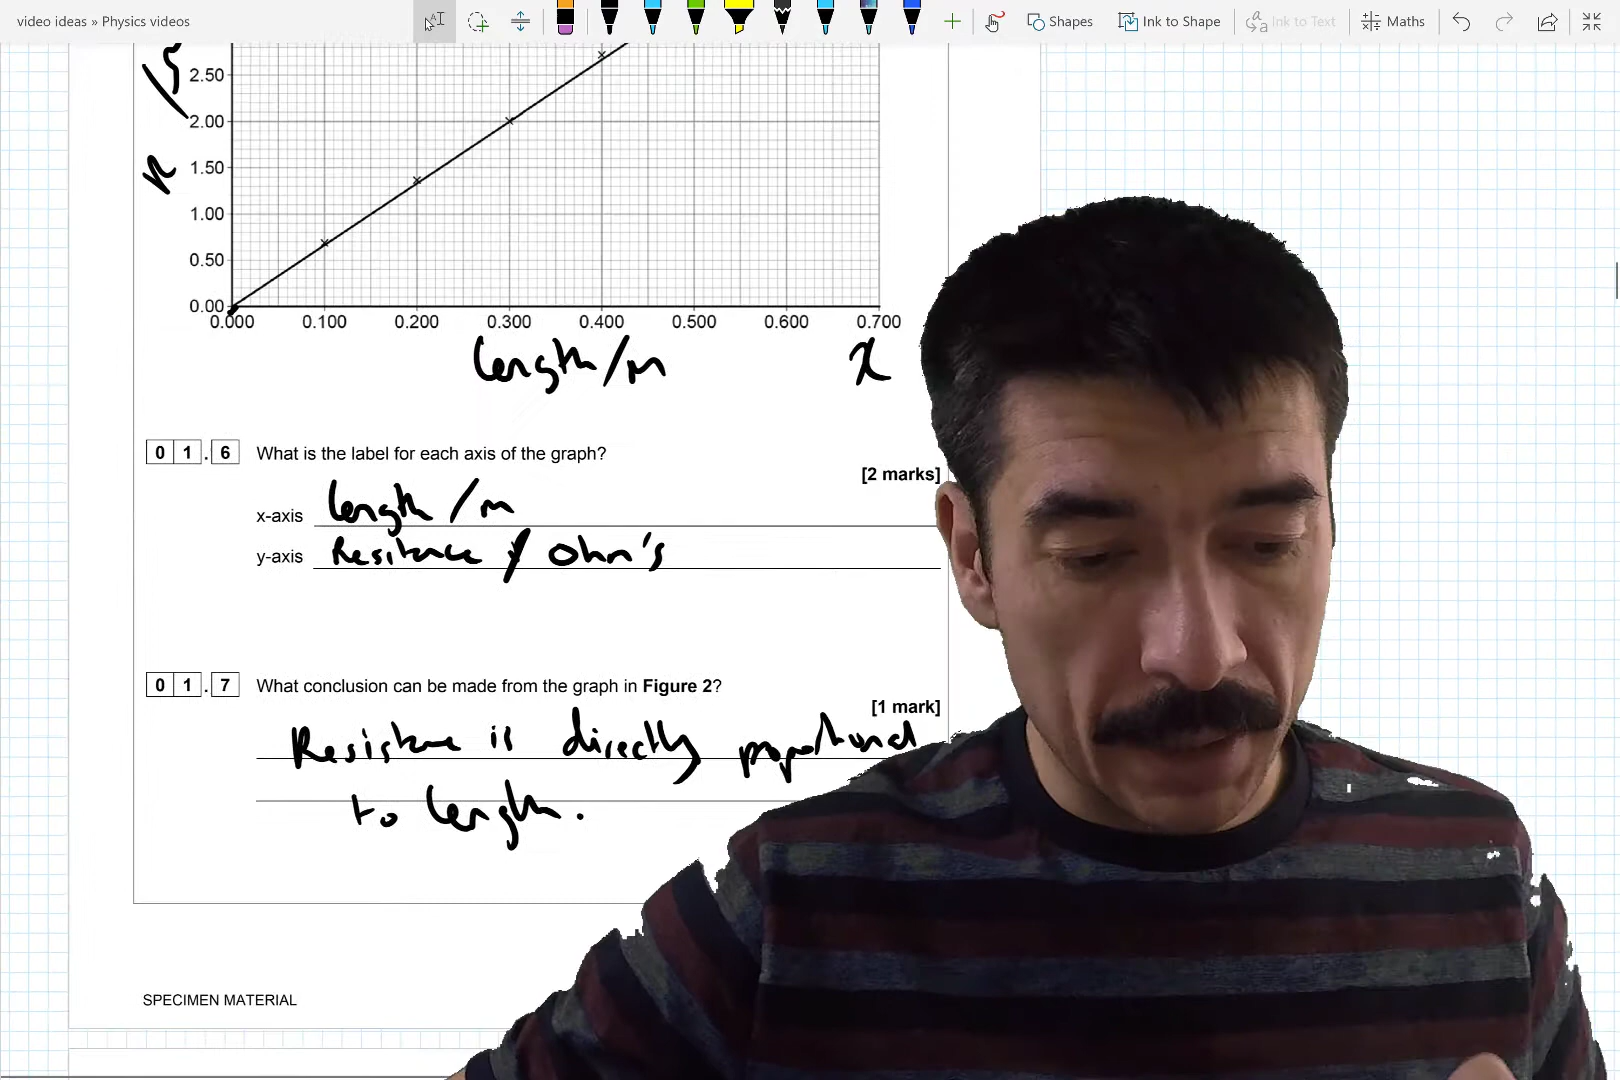 video ideas » Physics videos
Shapes
Ink to Shape
Ink to Text
Maths
2.50
2.00
1.50
1.00
0.50
0.00
R /
0.000 0.100 0.200 0.300 0.400 0.500 0.600 0.700
length/m x
0 1 . 6 What is the label for each axis of the graph?
[2 marks]
x-axis length /m
y-axis Resistance / Ohm's
0 1 . 7 What conclusion can be made from the graph in Figure 2?
[1 mark]
Resistance is directly proportional
to length.
SPECIMEN MATERIAL